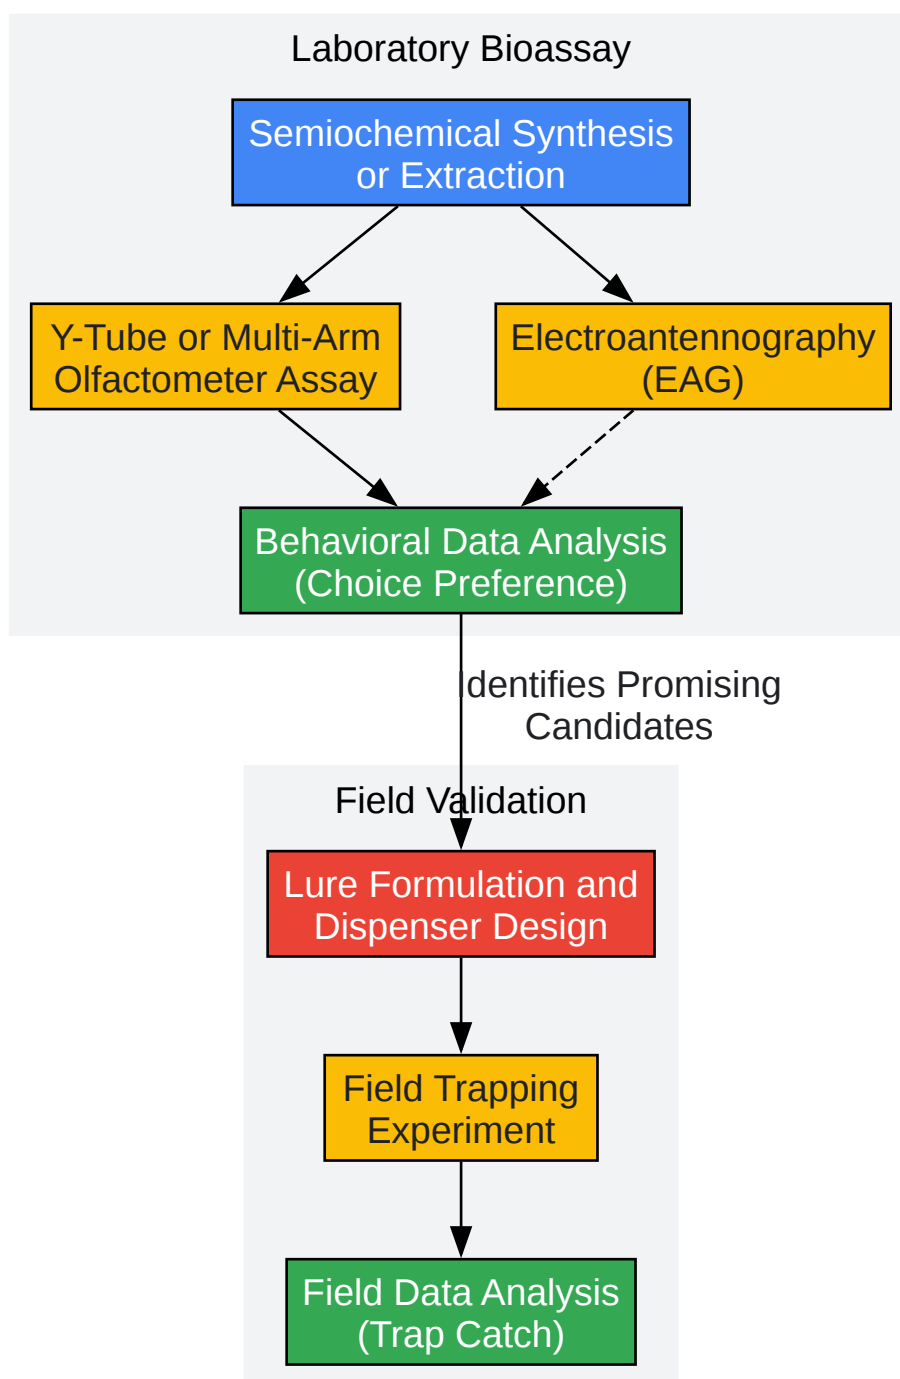 Laboratory Bioassay
Semiochemical Synthesis
or Extraction
Y-Tube or Multi-Arm
Olfactometer Assay
Electroantennography
(EAG)
Behavioral Data Analysis
(Choice Preference)
Identifies Promising
Candidates
Field Validation
Lure Formulation and
Dispenser Design
Field Trapping
Experiment
Field Data Analysis
(Trap Catch)